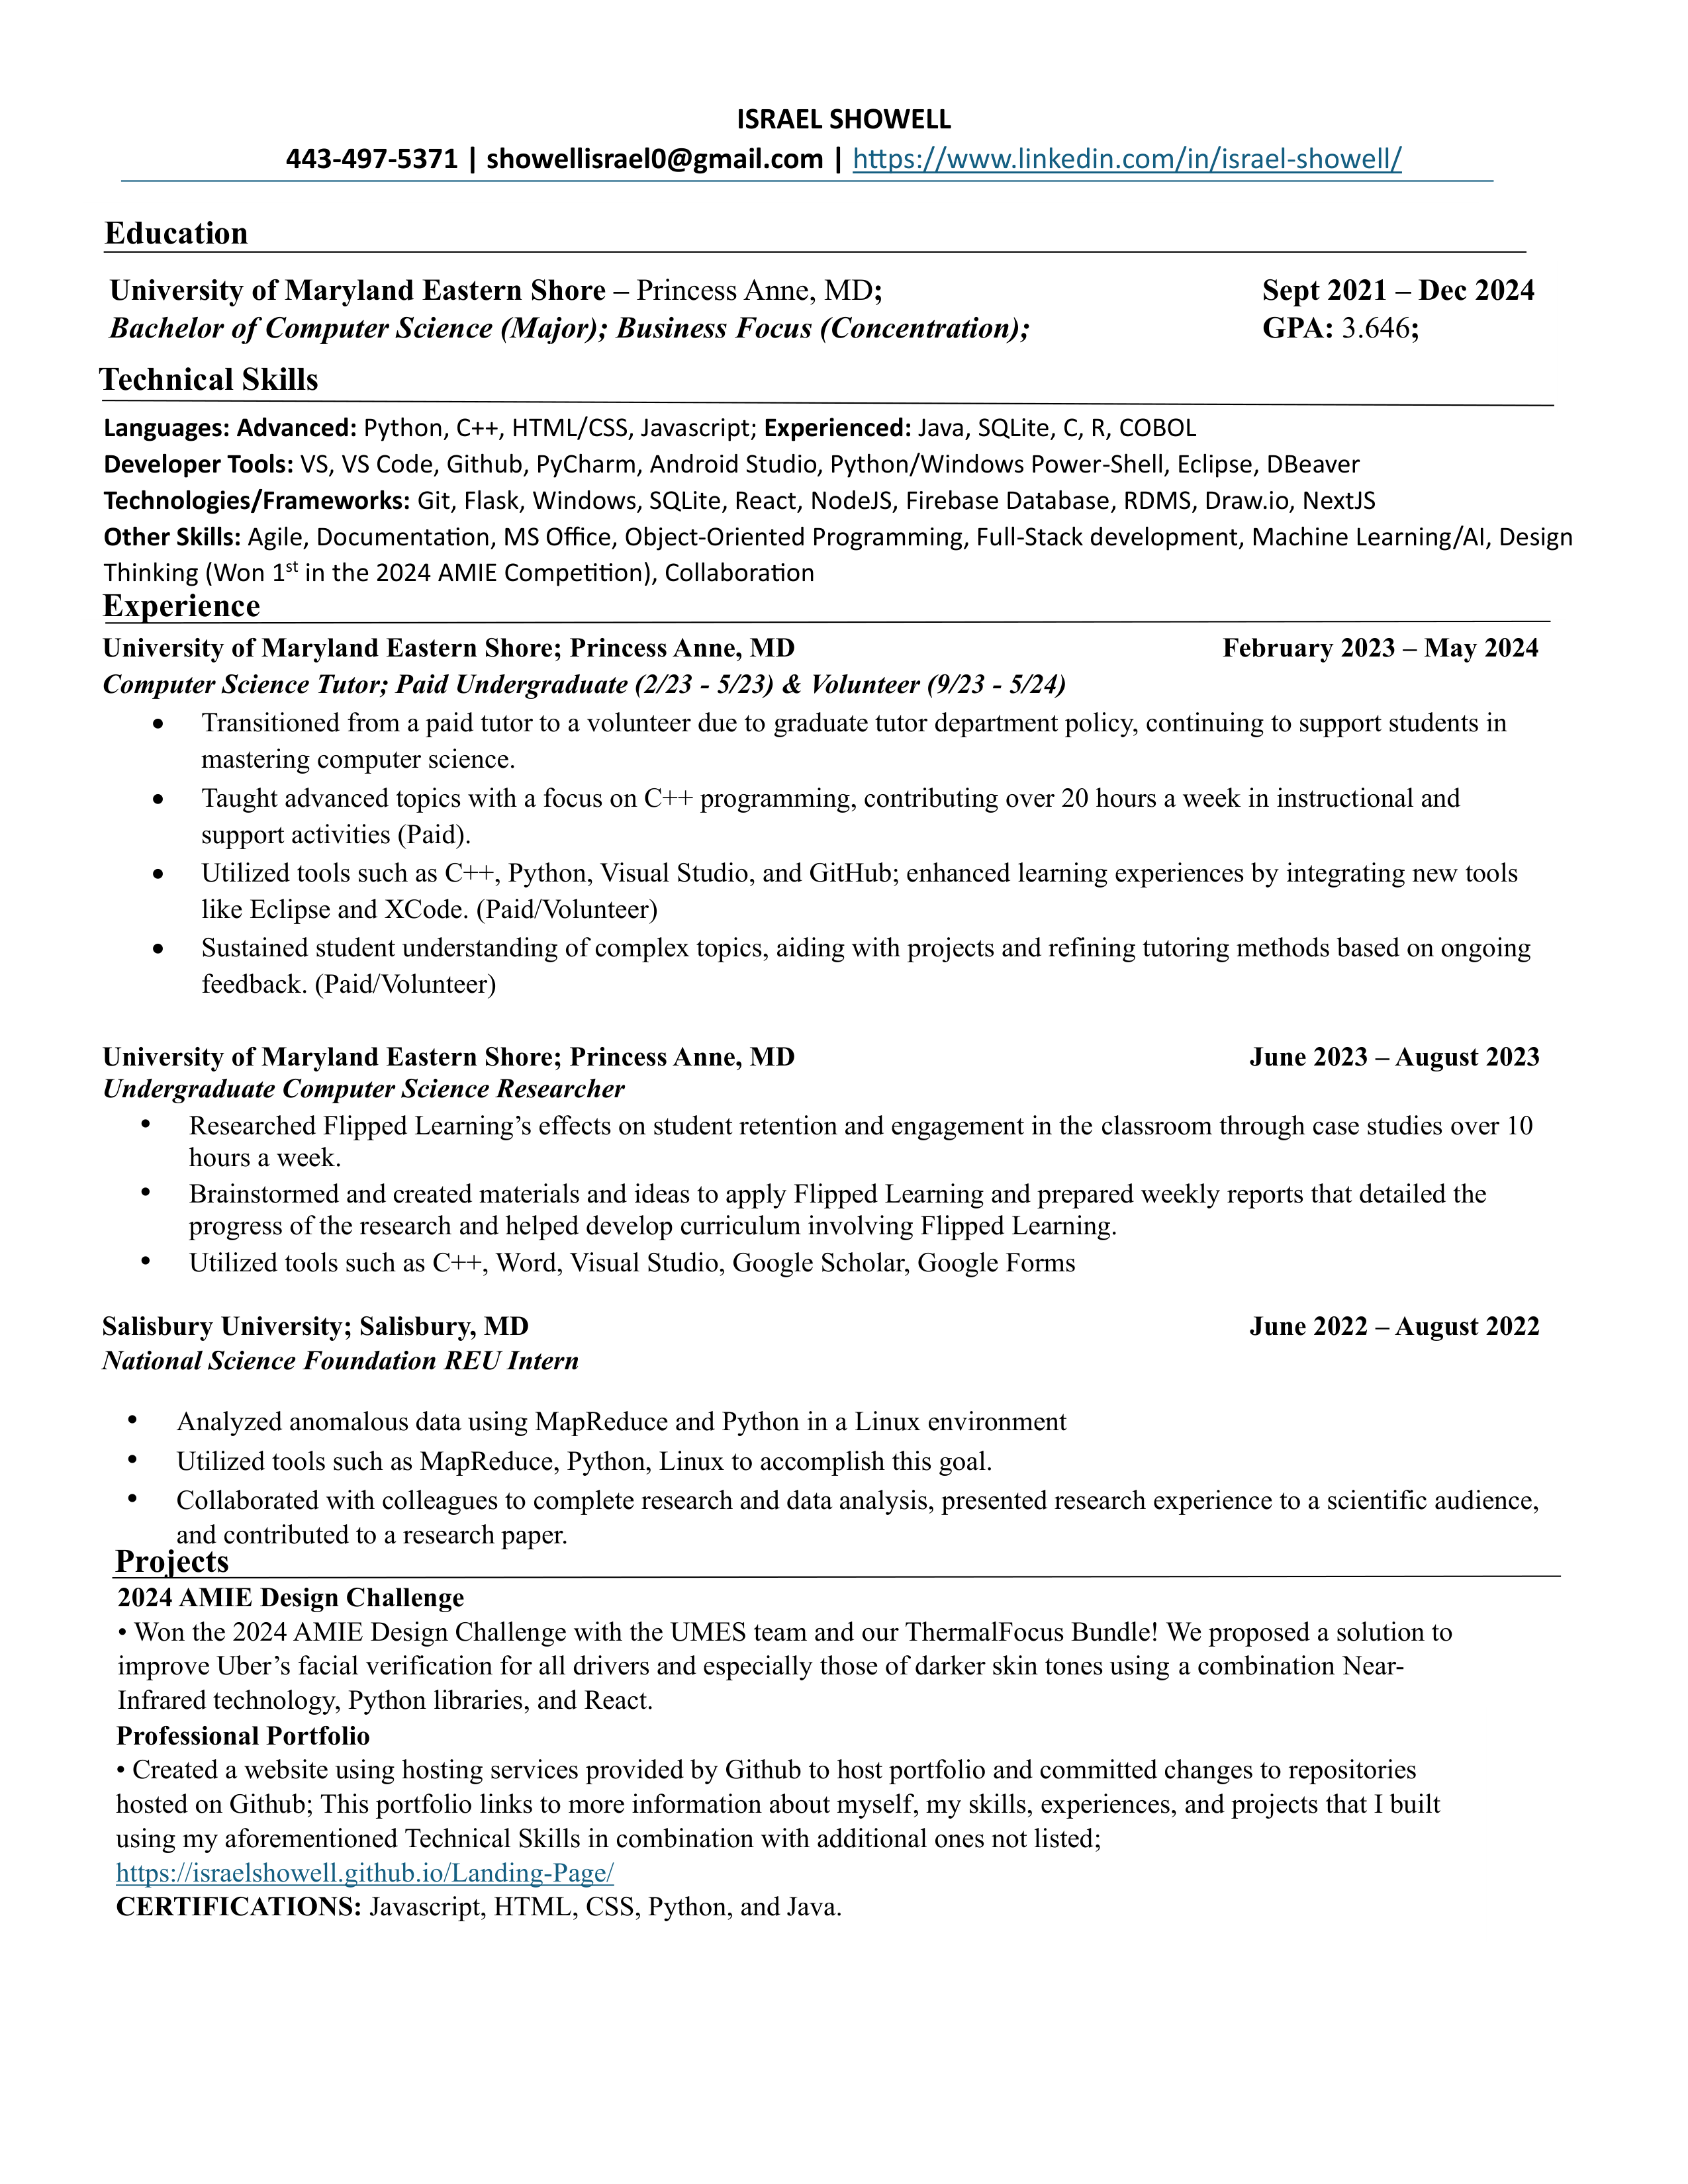 ISRAEL SHOWELL
443-497-5371 | showellisrael0@gmail.com | https://www.linkedin.com/in/israel-showell/
Education
University of Maryland Eastern Shore – Princess Anne, MD; Sept 2021 – Dec 2024
Bachelor of Computer Science (Major); Business Focus (Concentration); GPA: 3.646;
Technical Skills
Languages: Advanced: Python, C++, HTML/CSS, Javascript; Experienced: Java, SQLite, C, R, COBOL
Developer Tools: VS, VS Code, Github, PyCharm, Android Studio, Python/Windows Power-Shell, Eclipse, DBeaver
Technologies/Frameworks: Git, Flask, Windows, SQLite, React, NodeJS, Firebase Database, RDMS, Draw.io, NextJS
Other Skills: Agile, Documentation, MS Office, Object-Oriented Programming, Full-Stack development, Machine Learning/AI, Design
Thinking (Won 1st in the 2024 AMIE Competition), Collaboration
Experience
University of Maryland Eastern Shore; Princess Anne, MD February 2023 – May 2024
Computer Science Tutor; Paid Undergraduate (2/23 - 5/23) & Volunteer (9/23 - 5/24)
• Transitioned from a paid tutor to a volunteer due to graduate tutor department policy, continuing to support students in
mastering computer science.
• Taught advanced topics with a focus on C++ programming, contributing over 20 hours a week in instructional and
support activities (Paid).
• Utilized tools such as C++, Python, Visual Studio, and GitHub; enhanced learning experiences by integrating new tools
like Eclipse and XCode. (Paid/Volunteer)
• Sustained student understanding of complex topics, aiding with projects and refining tutoring methods based on ongoing
feedback. (Paid/Volunteer)
University of Maryland Eastern Shore; Princess Anne, MD June 2023 – August 2023
Undergraduate Computer Science Researcher
• Researched Flipped Learning’s effects on student retention and engagement in the classroom through case studies over 10
hours a week.
• Brainstormed and created materials and ideas to apply Flipped Learning and prepared weekly reports that detailed the
progress of the research and helped develop curriculum involving Flipped Learning.
• Utilized tools such as C++, Word, Visual Studio, Google Scholar, Google Forms
Salisbury University; Salisbury, MD June 2022 – August 2022
National Science Foundation REU Intern
• Analyzed anomalous data using MapReduce and Python in a Linux environment
• Utilized tools such as MapReduce, Python, Linux to accomplish this goal.
• Collaborated with colleagues to complete research and data analysis, presented research experience to a scientific audience,
and contributed to a research paper.
Projects
2024 AMIE Design Challenge
• Won the 2024 AMIE Design Challenge with the UMES team and our ThermalFocus Bundle! We proposed a solution to
improve Uber’s facial verification for all drivers and especially those of darker skin tones using a combination Near-
Infrared technology, Python libraries, and React.
Professional Portfolio
• Created a website using hosting services provided by Github to host portfolio and committed changes to repositories
hosted on Github; This portfolio links to more information about myself, my skills, experiences, and projects that I built
using my aforementioned Technical Skills in combination with additional ones not listed;
https://israelshowell.github.io/Landing-Page/
CERTIFICATIONS: Javascript, HTML, CSS, Python, and Java.